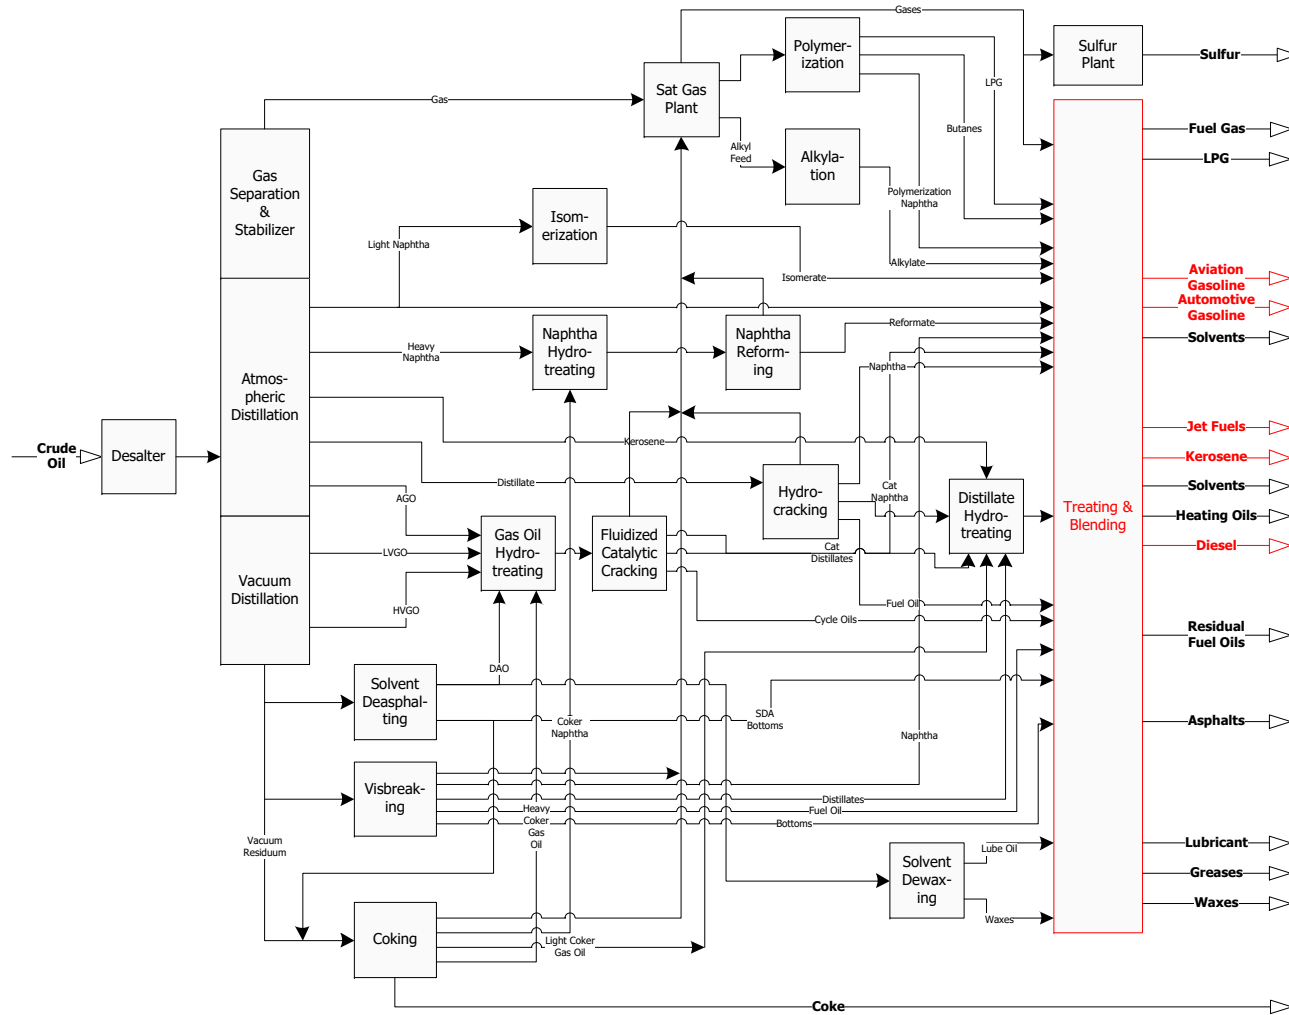 Gases
Polymer-
ization
Sulfur
Plant
Sulfur
LPG
Gas
Sat Gas
Plant
Butanes
Fuel Gas
LPG
Alkyl
Feed
Alkyla-
tion
Gas
Separation
&
Stabilizer
Polymerization
Naphtha
Isom-
erization
Light Naphtha
Alkylate
Isomerate
Aviation
Gasoline
Automotive
Gasoline
Solvents
Reformate
Heavy
Naphtha
Naphtha
Hydro-
treating
Naphtha
Reform-
ing
Naphtha
Atmos-
pheric
Distillation
Crude
Oil
Desalter
Kerosene
Jet Fuels
Kerosene
Distillate
Hydro-
cracking
Cat
Naphtha
Distillate
Hydro-
treating
Solvents
Treating &
Blending
Heating Oils
Diesel
AGO
LVGO
HVGO
Gas Oil
Hydro-
treating
Fluidized
Catalytic
Cracking
Cat
Distillates
Vacuum
Distillation
Fuel Oil
Cycle Oils
Residual
Fuel Oils
DAO
Solvent
Deasphal-
ting
Coker
Naphtha
SDA
Bottoms
Naphtha
Asphalts
Visbreak-
ing
Distillates
Fuel Oil
Bottoms
Heavy
Coker
Gas
Oil
Vacuum
Residuum
Solvent
Dewax-
ing
Lube Oil
Waxes
Lubricant
Greases
Waxes
Coking
Light Coker
Gas Oil
Coke